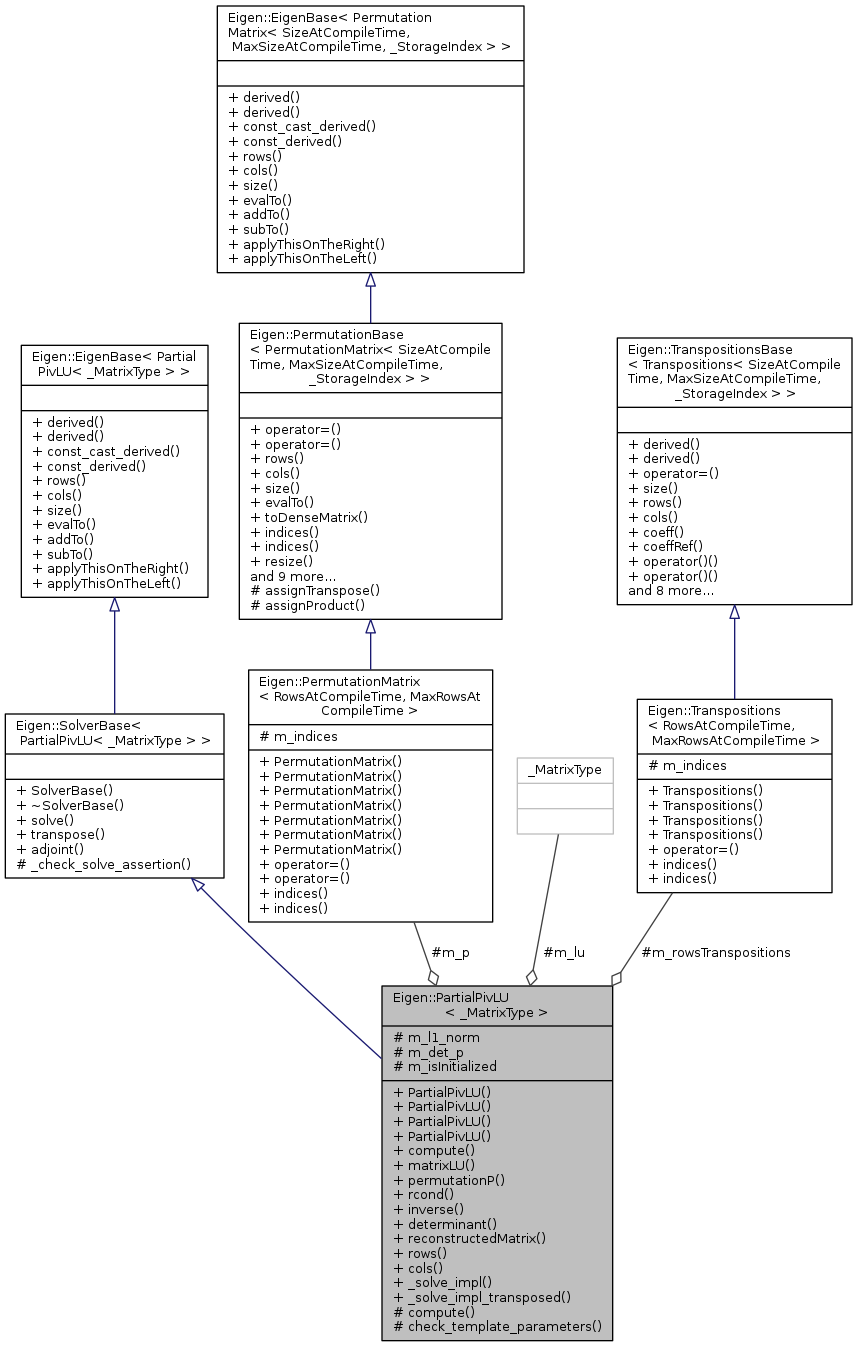 Eigen::EigenBase< Permutation
Matrix< SizeAtCompileTime,
MaxSizeAtCompileTime, _StorageIndex > >
+ derived()
+ derived()
+ const_cast_derived()
+ const_derived()
+ rows()
+ cols()
+ size()
+ evalTo()
+ addTo()
+ subTo()
+ applyThisOnTheRight()
+ applyThisOnTheLeft()
Eigen::EigenBase< Partial
PivLU< _MatrixType > >
+ derived()
+ derived()
+ const_cast_derived()
+ const_derived()
+ rows()
+ cols()
+ size()
+ evalTo()
+ addTo()
+ subTo()
+ applyThisOnTheRight()
+ applyThisOnTheLeft()
Eigen::PermutationBase
< PermutationMatrix< SizeAtCompile
Time, MaxSizeAtCompileTime,
_StorageIndex > >
+ operator=()
+ operator=()
+ rows()
+ cols()
+ size()
+ evalTo()
+ toDenseMatrix()
+ indices()
+ indices()
+ resize()
and 9 more...
# assignTranspose()
# assignProduct()
Eigen::TranspositionsBase
< Transpositions< SizeAtCompile
Time, MaxSizeAtCompileTime,
_StorageIndex > >
+ derived()
+ derived()
+ operator=()
+ size()
+ rows()
+ cols()
+ coeff()
+ coeffRef()
+ operator()()
+ operator()()
and 8 more...
Eigen::SolverBase<
PartialPivLU< _MatrixType > >
+ SolverBase()
+ ~SolverBase()
+ solve()
+ transpose()
+ adjoint()
# _check_solve_assertion()
Eigen::PermutationMatrix
< RowsAtCompileTime, MaxRowsAt
CompileTime >
# m_indices
+ PermutationMatrix()
+ PermutationMatrix()
+ PermutationMatrix()
+ PermutationMatrix()
+ PermutationMatrix()
+ PermutationMatrix()
+ PermutationMatrix()
+ operator=()
+ operator=()
+ indices()
+ indices()
_MatrixType
Eigen::Transpositions
< RowsAtCompileTime,
MaxRowsAtCompileTime >
# m_indices
+ Transpositions()
+ Transpositions()
+ Transpositions()
+ Transpositions()
+ operator=()
+ indices()
+ indices()
#m_p
#m_lu
#m_rowsTranspositions
Eigen::PartialPivLU
< _MatrixType >
# m_l1_norm
# m_det_p
# m_isInitialized
+ PartialPivLU()
+ PartialPivLU()
+ PartialPivLU()
+ PartialPivLU()
+ compute()
+ matrixLU()
+ permutationP()
+ rcond()
+ inverse()
+ determinant()
+ reconstructedMatrix()
+ rows()
+ cols()
+ _solve_impl()
+ _solve_impl_transposed()
# compute()
# check_template_parameters()